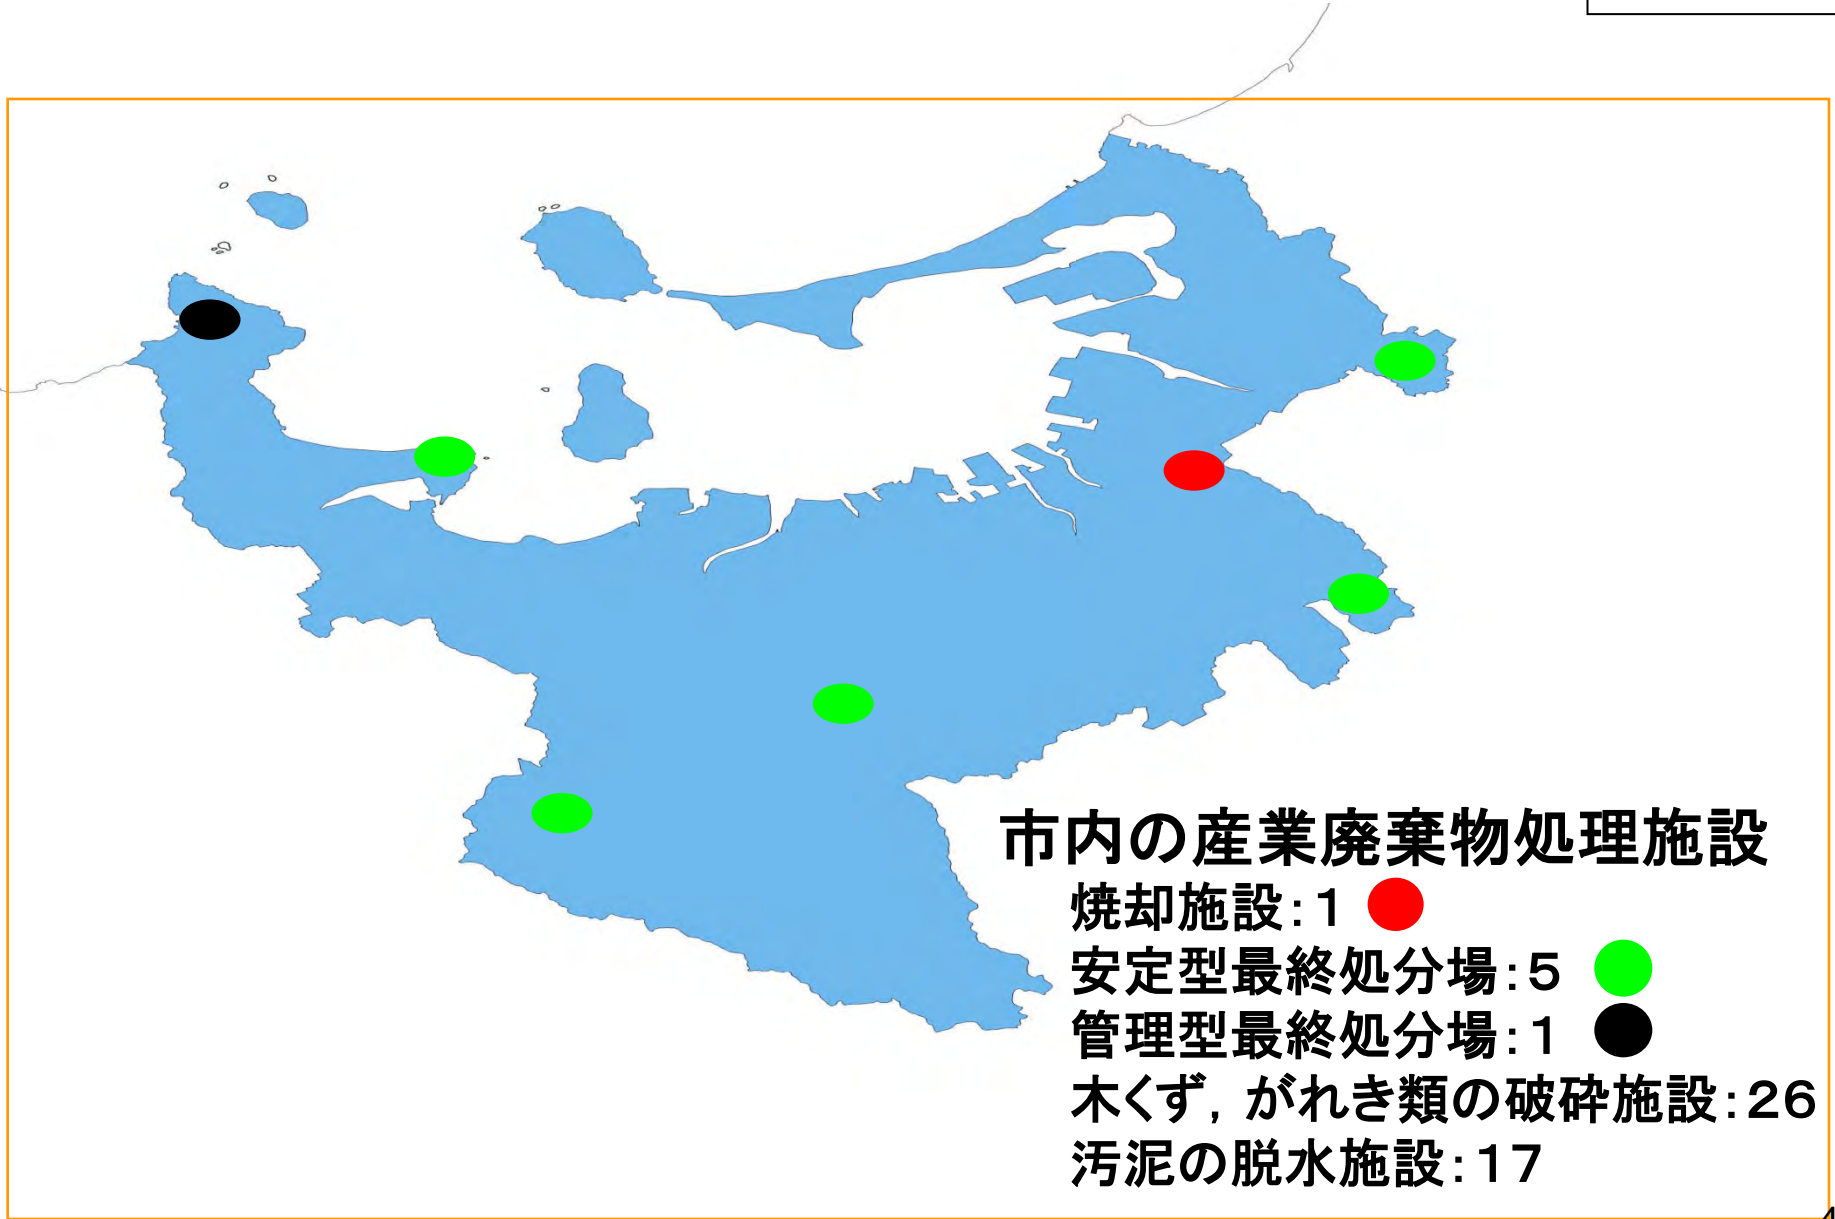 市内の産業廃棄物処理施設
焼却施設：１
安定型最終処分場：５
管理型最終処分場：１
木くず，がれき類の破砕施設：２６
汚泥の脱水施設：１７